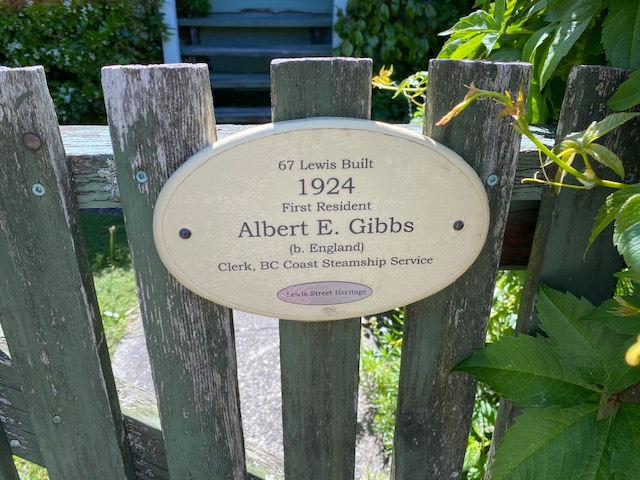 67 Lewis Built
1924
First Resident
Albert E. Gibbs
(b. England)
Clerk, BC Coast Steamship Service
Lewis Street Heritage